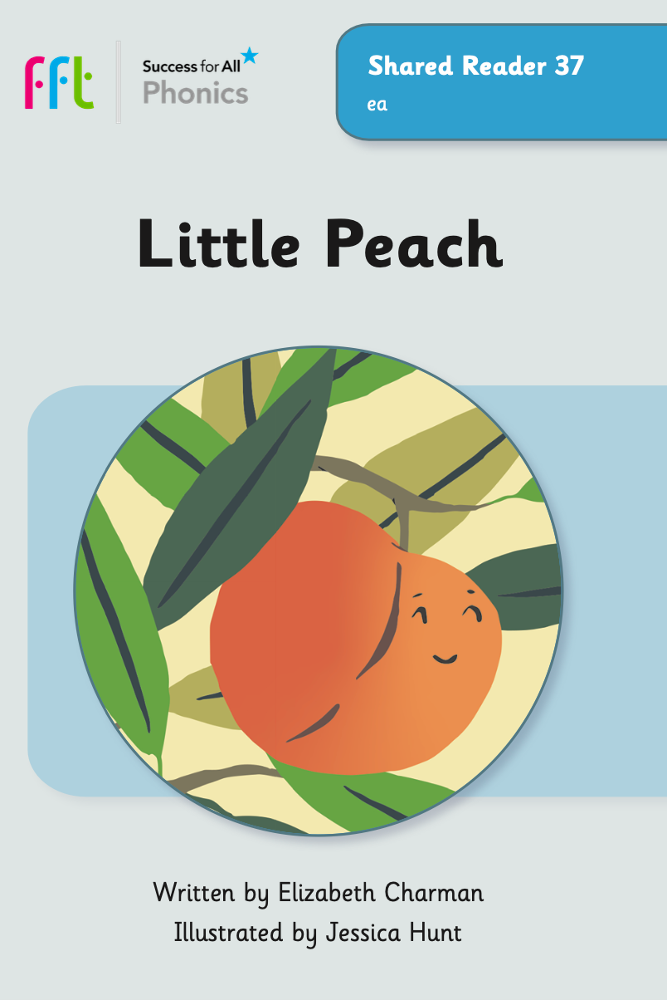 fft
Success for All
Phonics
Shared Reader 37
ea
Little Peach
Written by Elizabeth Charman
Illustrated by Jessica Hunt